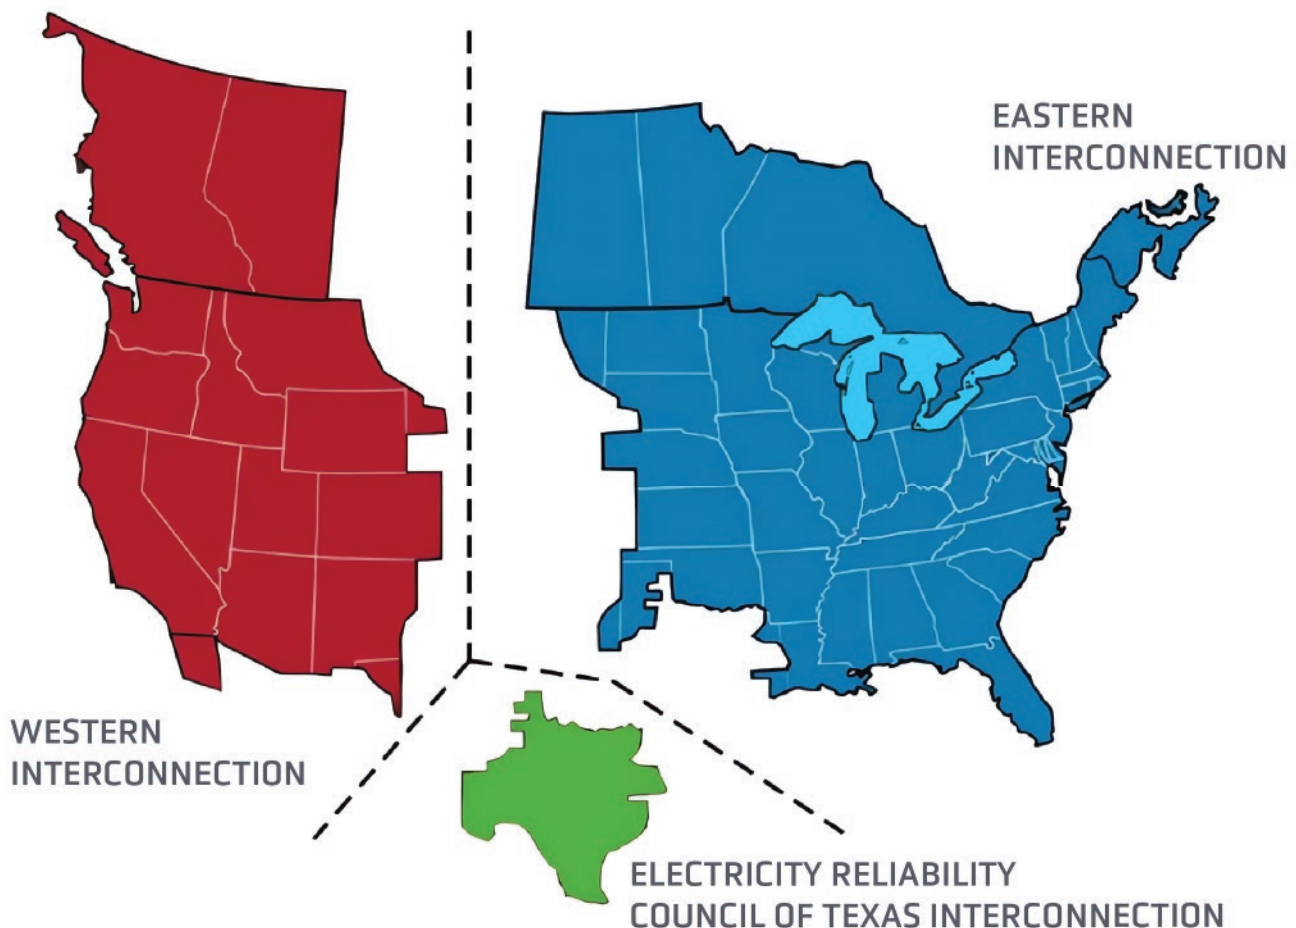 EASTERN
INTERCONNECTION
WESTERN
INTERCONNECTION
ELECTRICITY RELIABILITY
COUNCIL OF TEXAS INTERCONNECTION